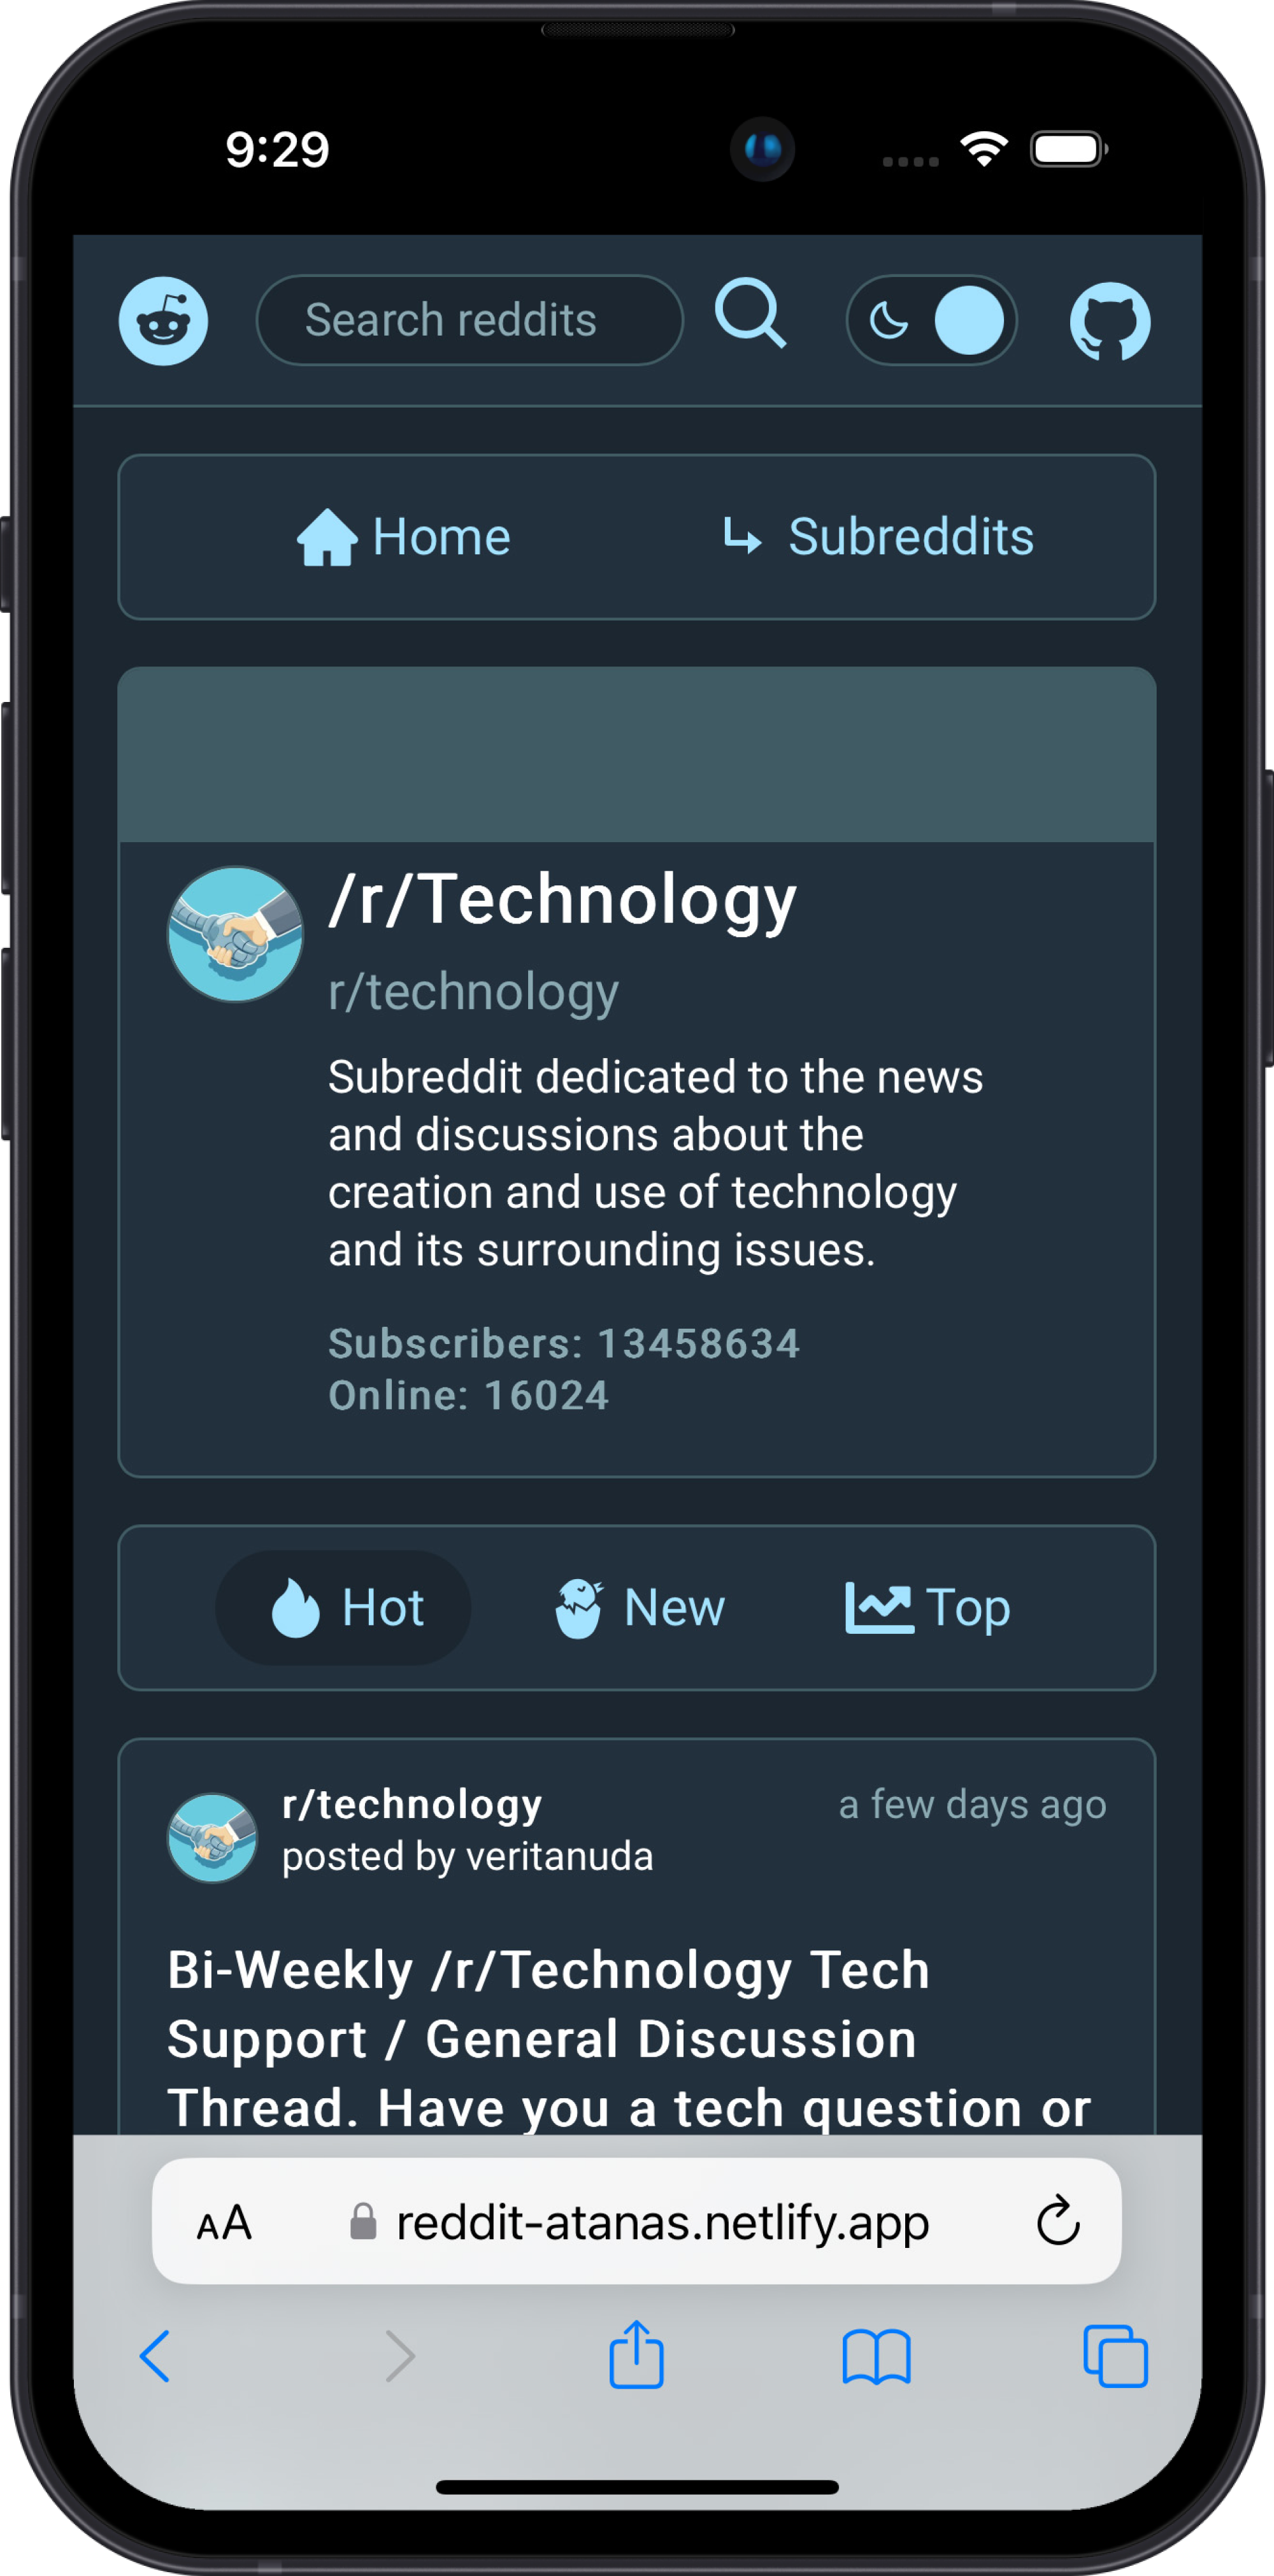 9:29
Search reddits
Home
Subreddits
/r/Technology
r/technology
Subreddit dedicated to the news
and discussions about the
creation and use of technology
and its surrounding issues.
Subscribers: 13458634
Online: 16024
Hot
New
Top
r/technology
a few days ago
posted by veritanuda
Bi-Weekly /r/Technology Tech
Support / General Discussion
Thread. Have you a tech question or
AA
reddit-atanas.netlify.app